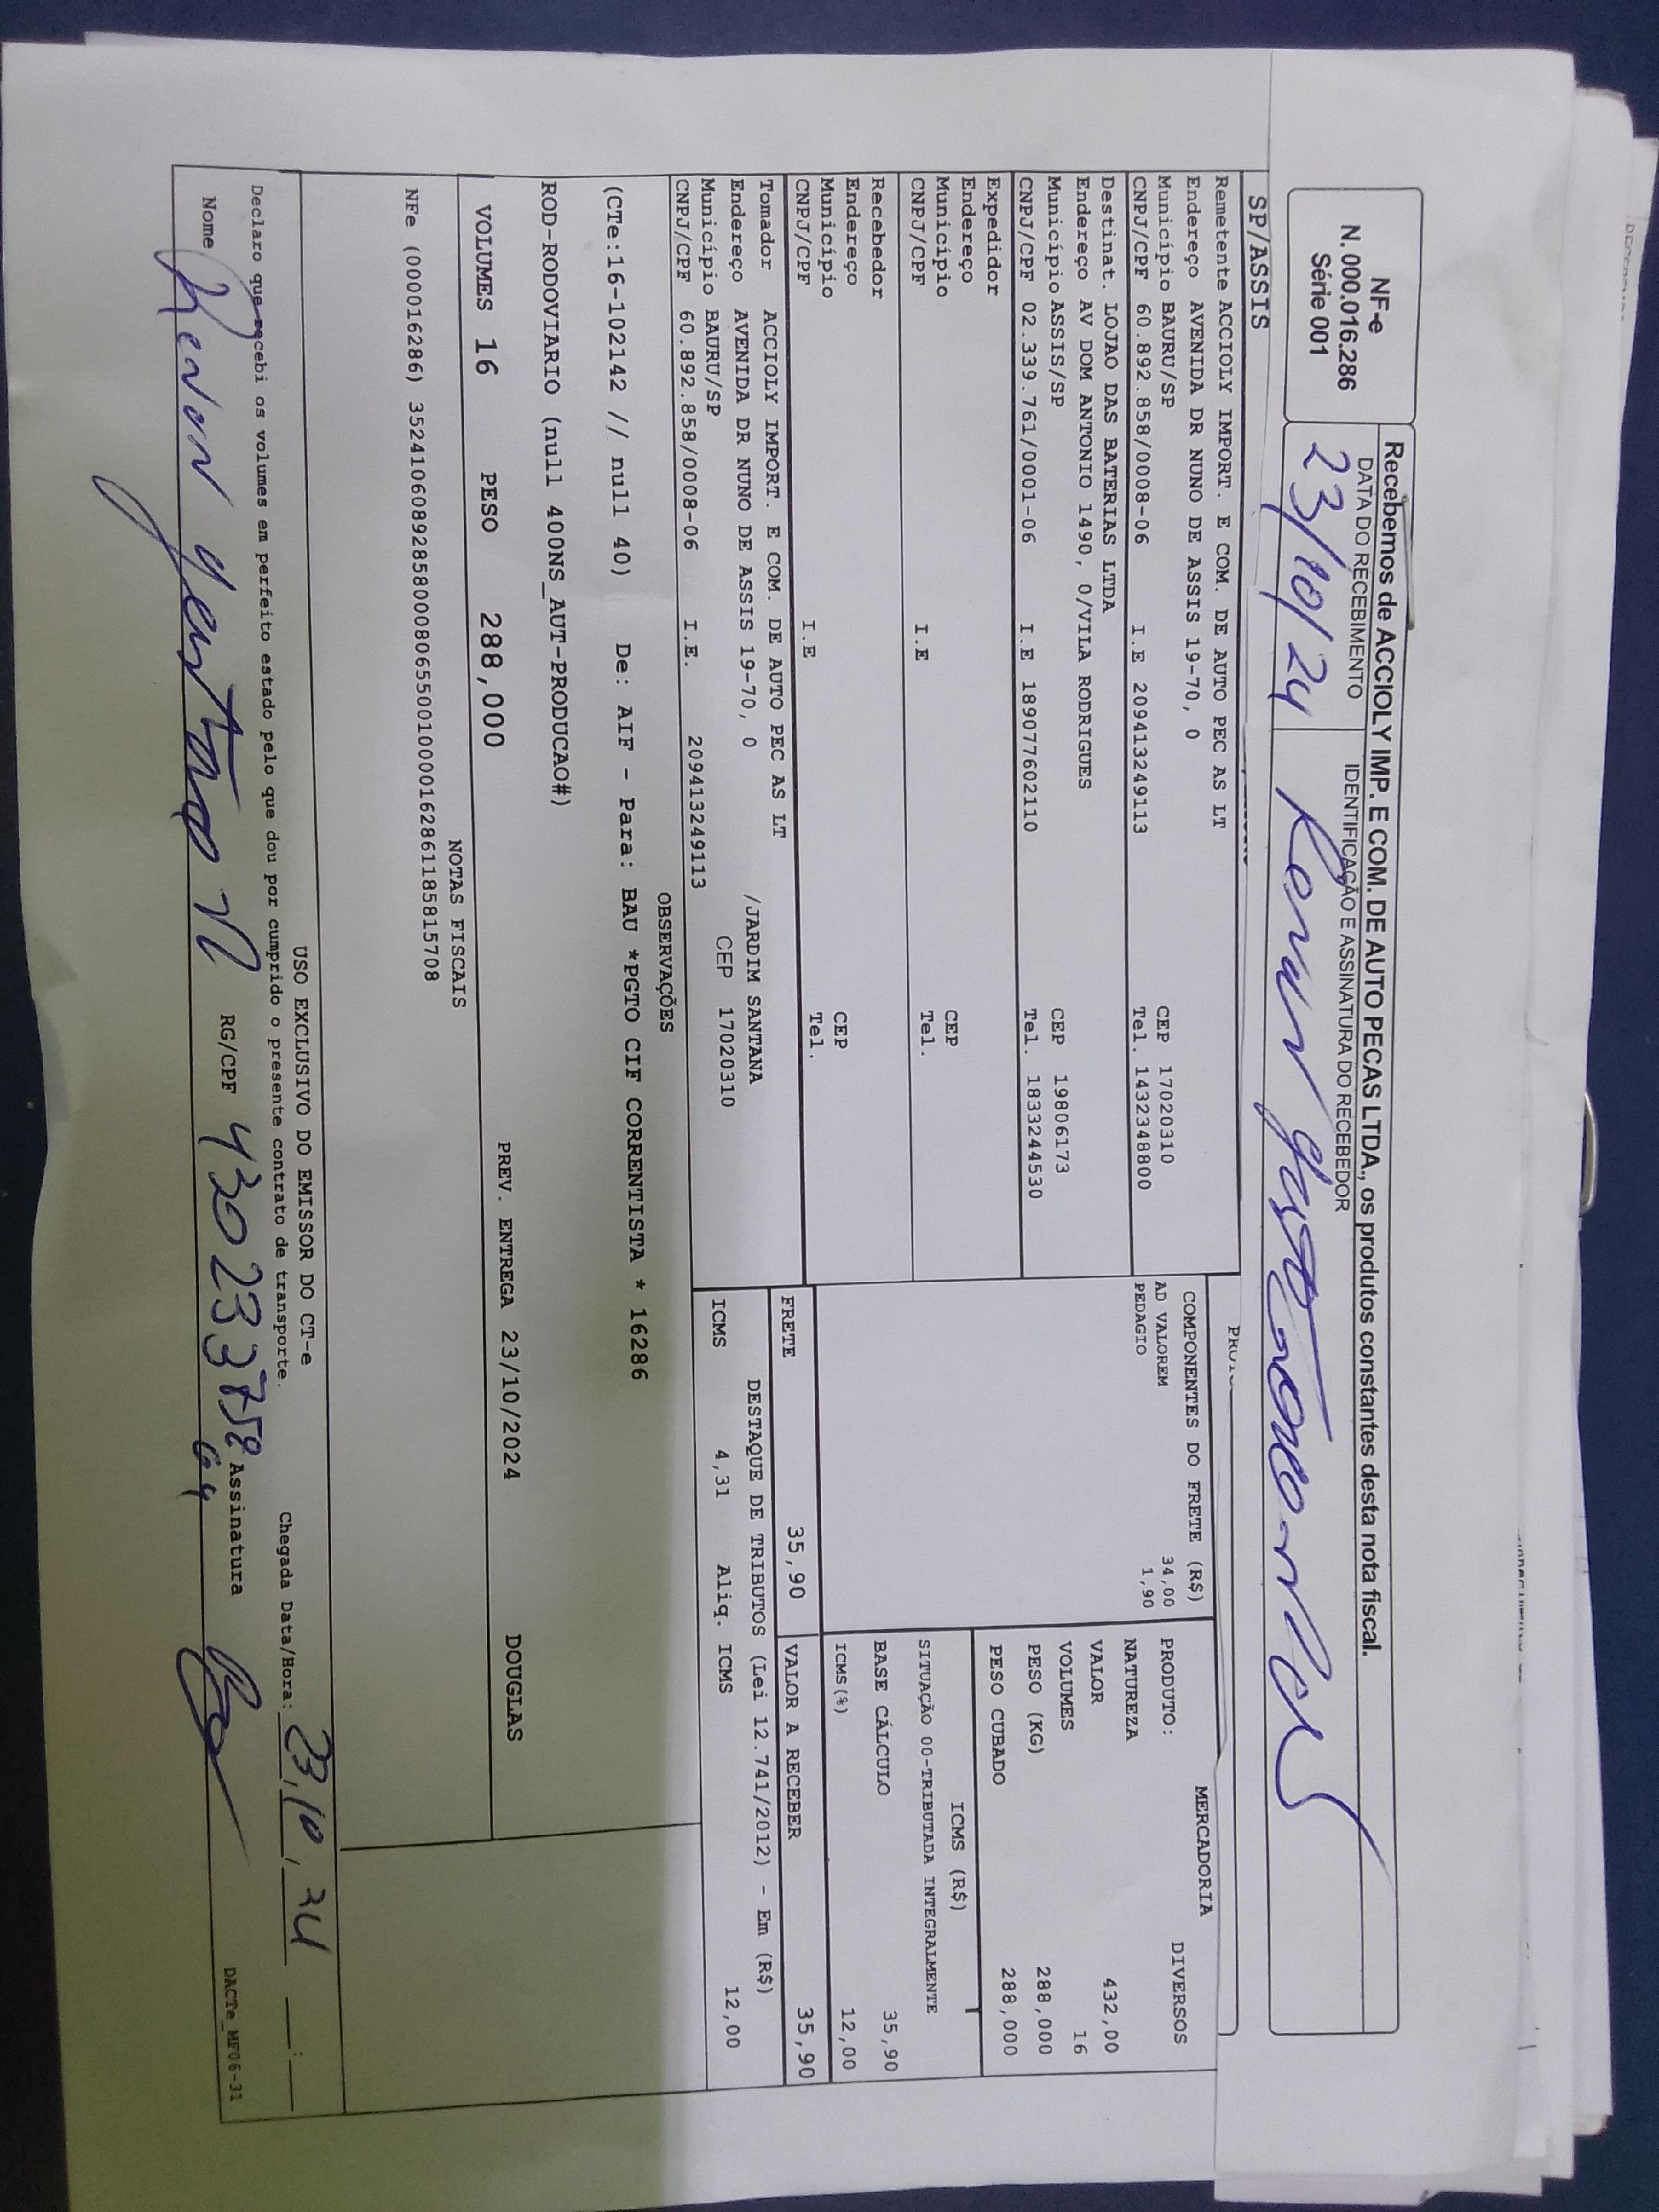 NF-e
N. 000.016.286
Série 001
Recebemos de ACCIOLY IMP. E COM. DE AUTO PECAS LTDA., os produtos constantes desta nota fiscal.
DATA DO RECEBIMENTO
IDENTIFICAÇÃO E ASSINATURA DO RECEBEDOR
23/10/24
SP/ASSIS
Remetente ACCIOLY IMPORT. E COM. DE AUTO PEC AS LT
Endereço AVENIDA DR NUNO DE ASSIS 19-70, 0
Município BAURU/SP CEP 17020310
CNPJ/CPF 60.892.858/0008-06 I.E 209413249113 Tel. 1432348800
Destinat. LOJAO DAS BATERIAS LTDA
Endereço AV DOM ANTONIO 1490, 0/VILA RODRIGUES
Município ASSIS/SP CEP 19806173
CNPJ/CPF 02.339.761/0001-06 I.E 189077602110 Tel. 1833244530
Expedidor
Endereço
Município CEP
CNPJ/CPF I.E Tel.
Recebedor
Endereço
Município CEP
CNPJ/CPF I.E Tel.
Tomador ACCIOLY IMPORT. E COM. DE AUTO PEC AS LT
Endereço AVENIDA DR NUNO DE ASSIS 19-70, 0 /JARDIM SANTANA
Município BAURU/SP CEP 17020310
CNPJ/CPF 60.892.858/0008-06 I.E. 209413249113
COMPONENTES DO FRETE (R$)
AD VALOREM 34,00
PEDAGIO 1,90
MERCADORIA
PRODUTO: DIVERSOS
NATUREZA
VALOR 432,00
VOLUMES 16
PESO (KG) 288,000
PESO CUBADO 288,000
ICMS (R$)
SITUAÇÃO 00-TRIBUTADA INTEGRALMENTE
BASE CÁLCULO 35,90
ICMS(%) 12,00
FRETE 35,90
VALOR A RECEBER 35,90
DESTAQUE DE TRIBUTOS (Lei 12.741/2012) - Em (R$)
ICMS 4,31 Aliq. ICMS 12,00
OBSERVAÇÕES
(CTe:16-102142 // null 40) De: AIF - Para: BAU *PGTO CIF CORRENTISTA * 16286
ROD-RODOVIARIO (null 400NS_AUT-PRODUCAO#)
VOLUMES 16 PESO 288,000 PREV. ENTREGA 23/10/2024 DOUGLAS
NOTAS FISCAIS
NFe (000016286) 35241060892858000806550010000162861185815708
USO EXCLUSIVO DO EMISSOR DO CT-e
Declaro que recebi os volumes em perfeito estado pelo que dou por cumprido o presente contrato de transporte.
Chegada Data/Hora: 23/10/24
Nome RG/CPF Assinatura
DACTe_MF06-31